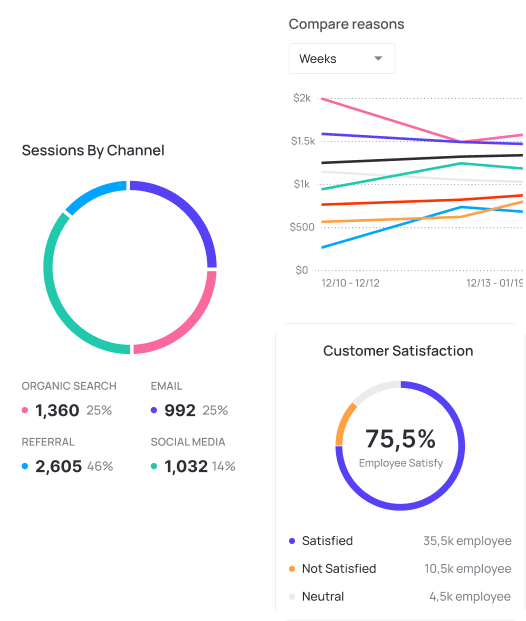 Compare reasons
Weeks
$2k
$1,5k
$1k
$500
$0
12/10 - 12/12
12/13 - 01/19
Sessions By Channel
ORGANIC SEARCH
1,360 25%
EMAIL
992 25%
REFERRAL
2,605 46%
SOCIAL MEDIA
1,032 14%
Customer Satisfaction
75,5%
Employee Satisfy
Satisfied 35,5k employee
Not Satisfied 10,5k employee
Neutral 4,5k employee